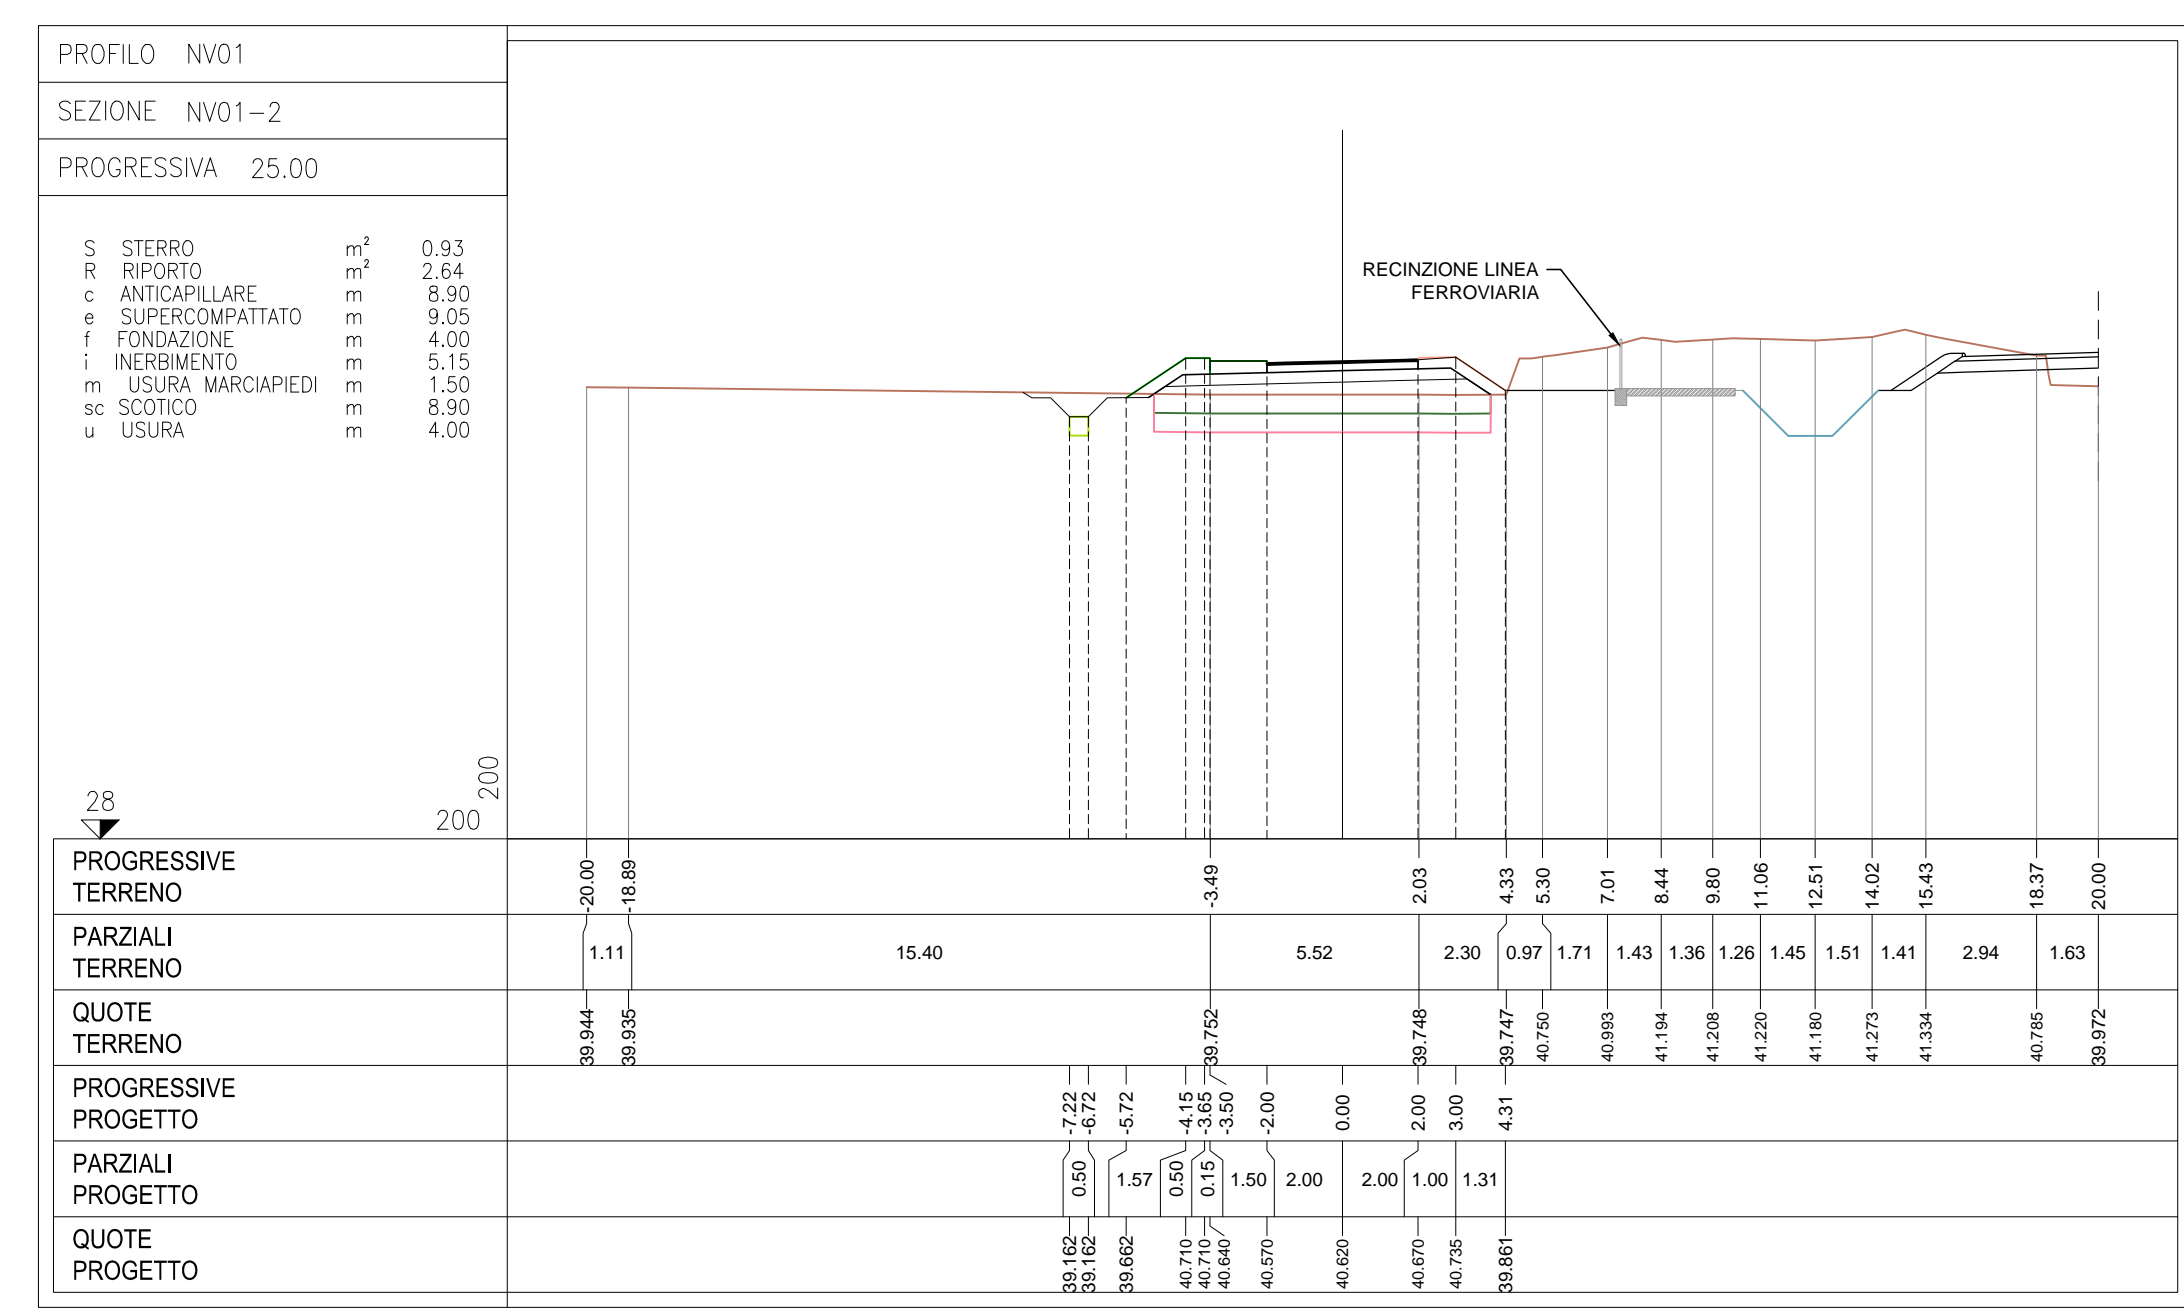 PROFILO NV01
SEZIONE NV01-2
PROGRESSIVA 25.00
S STERRO m² 0.93
R RIPORTO m² 2.64
c ANTICAPILLARE m 8.90
e SUPERCOMPATTATO m 9.05
f FONDAZIONE m 4.00
i INERBIMENTO m 5.15
m USURA MARCIAPIEDI m 1.50
sc SCOTICO m 8.90
u USURA m 4.00
RECINZIONE LINEA
FERROVIARIA
28
200
200
PROGRESSIVE
TERRENO
-20.00 -18.89 -3.49 2.03 4.33 5.30 7.01 8.44 9.80 11.06 12.51 14.02 15.43 18.37 20.00
PARZIALI
TERRENO
1.11 15.40 5.52 2.30 0.97 1.71 1.43 1.36 1.26 1.45 1.51 1.41 2.94 1.63
QUOTE
TERRENO
39.944 39.935 39.752 39.748 39.747 40.750 40.993 41.194 41.208 41.220 41.180 41.273 41.334 40.785 39.972
PROGRESSIVE
PROGETTO
-7.22 -6.72 -5.72 -4.15 -3.65 -3.50 -2.00 0.00 2.00 3.00 4.31
PARZIALI
PROGETTO
0.50 1.57 0.50 0.15 1.50 2.00 2.00 1.00 1.31
QUOTE
PROGETTO
39.162 39.162 39.662 40.710 40.710 40.640 40.570 40.620 40.670 40.735 39.861